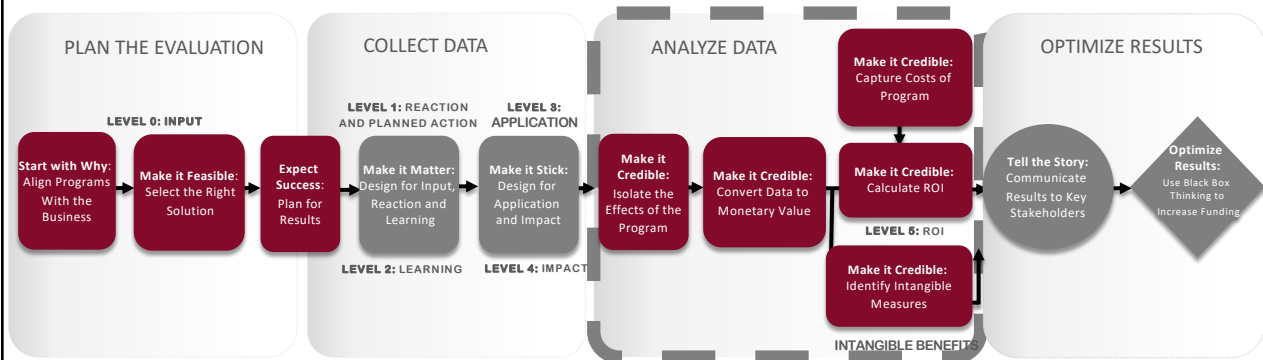 PLAN THE EVALUATION
LEVEL 0: INPUT
Start with Why:
Align Programs
With the
Business
Make it Feasible:
Select the Right
Solution
Expect
Success:
Plan for
Results
COLLECT DATA
LEVEL 1: REACTION
AND PLANNED ACTION
Make it Matter:
Design for Input,
Reaction and
Learning
LEVEL 2: LEARNING
LEVEL 3:
APPLICATION
Make it Stick:
Design for
Application
and Impact
LEVEL 4: IMPACT
ANALYZE DATA
Make it
Credible:
Isolate the
Effects of the
Program
Make it Credible:
Convert Data to
Monetary Value
Make it Credible:
Capture Costs of
Program
Make it Credible:
Calculate ROI
LEVEL 5: ROI
Make it Credible:
Identify Intangible
Measures
INTANGIBLE BENEFITS
OPTIMIZE RESULTS
Tell the Story:
Communicate
Results to Key
Stakeholders
Optimize
Results:
Use Black Box
Thinking to
Increase Funding